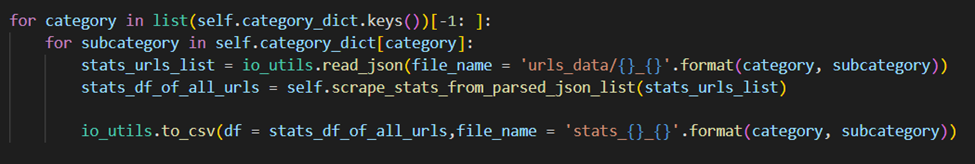 for category in list(self.category_dict.keys())[-1: ]:
    for subcategory in self.category_dict[category]:
        stats_urls_list = io_utils.read_json(file_name = 'urls_data/{}_{}'.format(category, subcategory))
        stats_df_of_all_urls = self.scrape_stats_from_parsed_json_list(stats_urls_list)

        io_utils.to_csv(df = stats_df_of_all_urls,file_name = 'stats_{}_{}'.format(category, subcategory))